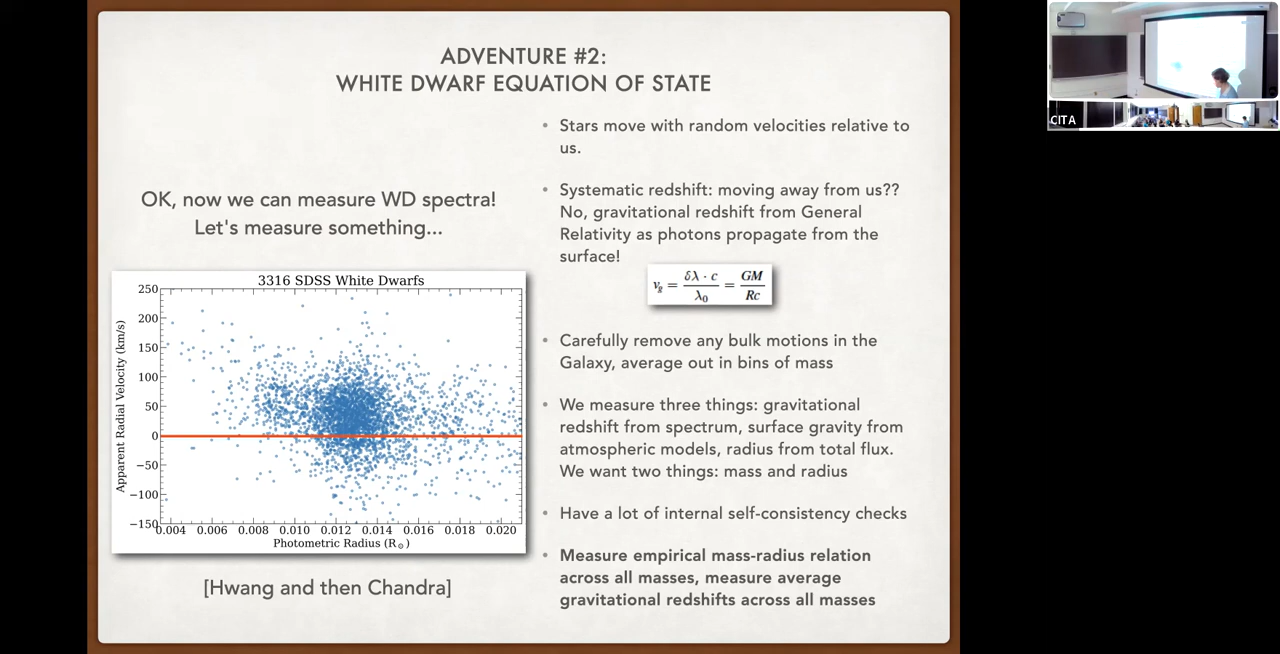 ADVENTURE #2:
WHITE DWARF EQUATION OF STATE
OK, now we can measure WD spectra!
Let's measure something...
3316 SDSS White Dwarfs
Apparent Radial Velocity (km/s)
250
200
150
100
50
0
−50
−100
−150
0.004 0.006 0.008 0.010 0.012 0.014 0.016 0.018 0.020
Photometric Radius (R⊙)
[Hwang and then Chandra]
• Stars move with random velocities relative to
us.
• Systematic redshift: moving away from us??
No, gravitational redshift from General
Relativity as photons propagate from the
surface!
v_g = δλ · c / λ₀ = GM / Rc
• Carefully remove any bulk motions in the
Galaxy, average out in bins of mass
• We measure three things: gravitational
redshift from spectrum, surface gravity from
atmospheric models, radius from total flux.
We want two things: mass and radius
• Have a lot of internal self-consistency checks
• Measure empirical mass-radius relation
across all masses, measure average
gravitational redshifts across all masses
CITA